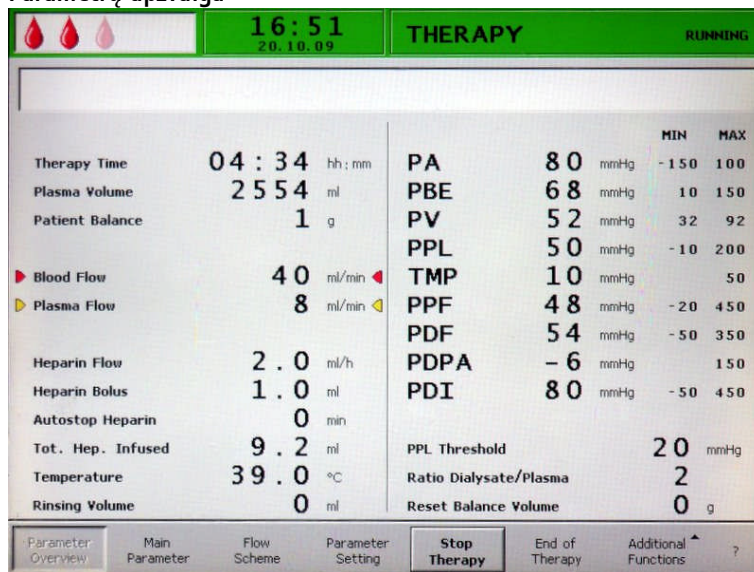 16:51 THERAPY RUNNING
20.10.09
MIN MAX
Therapy Time 04:34 hh:mm
Plasma Volume 2554 ml
Patient Balance 1 g
Blood Flow 40 ml/min
Plasma Flow 8 ml/min
Heparin Flow 2.0 ml/h
Heparin Bolus 1.0 ml
Autostop Heparin 0 min
Tot. Hep. Infused 9.2 ml
Temperature 39.0 °C
Rinsing Volume 0 ml
PA 80 mmHg -150 100
PBE 68 mmHg 10 150
PV 52 mmHg 32 92
PPL 50 mmHg -10 200
TMP 10 mmHg 50
PPF 48 mmHg -20 450
PDF 54 mmHg -50 350
PDPA -6 mmHg 150
PDI 80 mmHg -50 450
PPL Threshold 20 mmHg
Ratio Dialysate/Plasma 2
Reset Balance Volume 0 g
Parameter Overview
Main Parameter
Flow Scheme
Parameter Setting
Stop Therapy
End of Therapy
Additional Functions
?